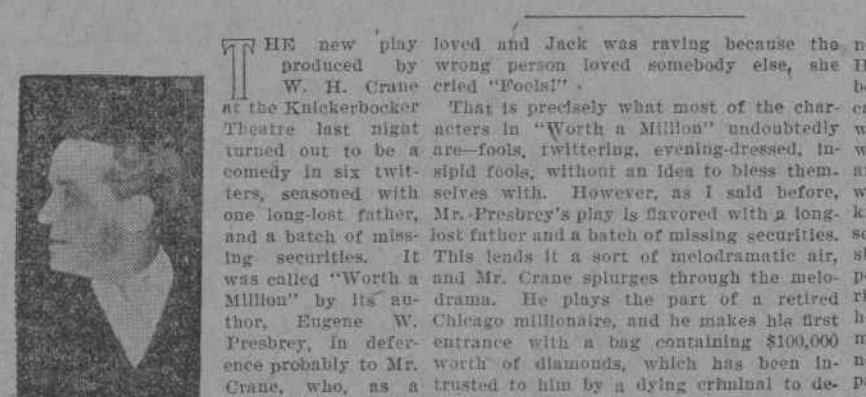 THE new play
produced by
W. H. Crane
at the Knickerbocker
Theatre last night
turned out to be a
comedy in six twit-
ters, seasoned with
one long-lost father,
and a batch of miss-
ing securities. It
was called "Worth a
Million" by its au-
thor, Eugene W.
Presbrey, in defer-
ence probably to Mr.
Crane, who, as a
loved and Jack was raving because the
wrong person loved somebody else, she
cried "Fools!"
That is precisely what most of the char-
acters in "Worth a Million" undoubtedly
are—fools, twittering, evening-dressed, in-
sipid fools, without an idea to bless them-
selves with. However, as I said before,
Mr. Presbrey's play is flavored with a long-
lost father and a batch of missing securities.
This lends it a sort of melodramatic air,
and Mr. Crane splurges through the melo-
drama. He plays the part of a retired
Chicago millionaire, and he makes his first
entrance with a bag containing $100,000
worth of diamonds, which has been in-
trusted to him by a dying criminal to de-